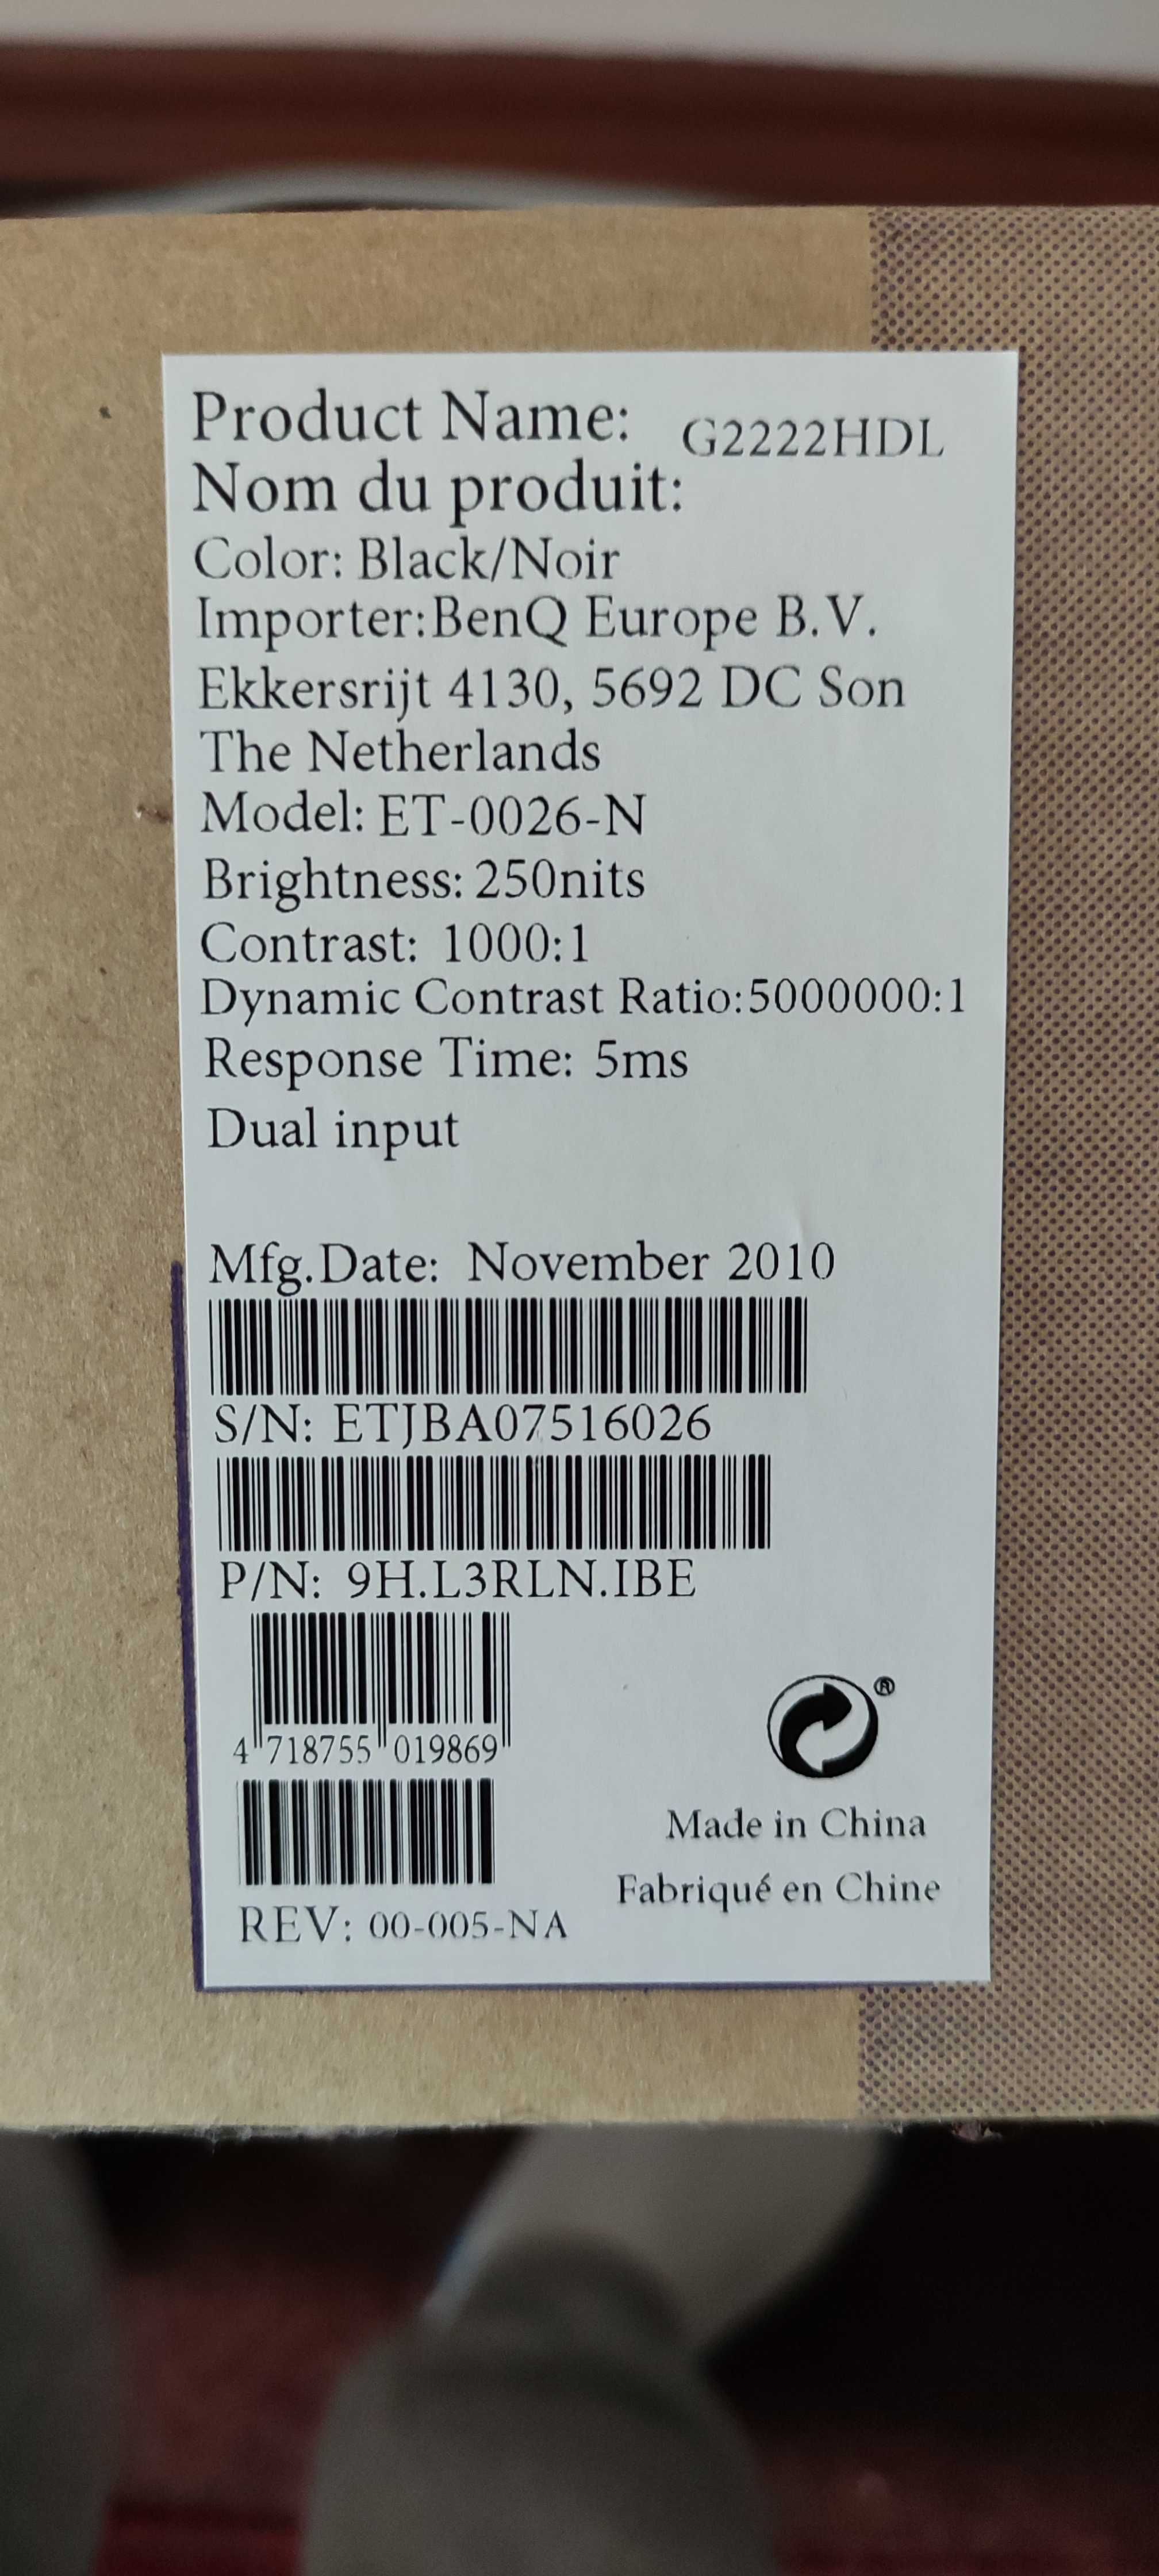 Product Name: G2222HDL
Nom du produit:
Color: Black/Noir
Importer:BenQ Europe B.V.
Ekkersrijt 4130, 5692 DC Son
The Netherlands
Model: ET-0026-N
Brightness: 250nits
Contrast: 1000:1
Dynamic Contrast Ratio:5000000:1
Response Time: 5ms
Dual input
Mfg.Date: November 2010
S/N: ETJBA07516026
P/N: 9H.L3RLN.IBE
4 718755 019869
®
Made in China
Fabriqué en Chine
REV: 00-005-NA